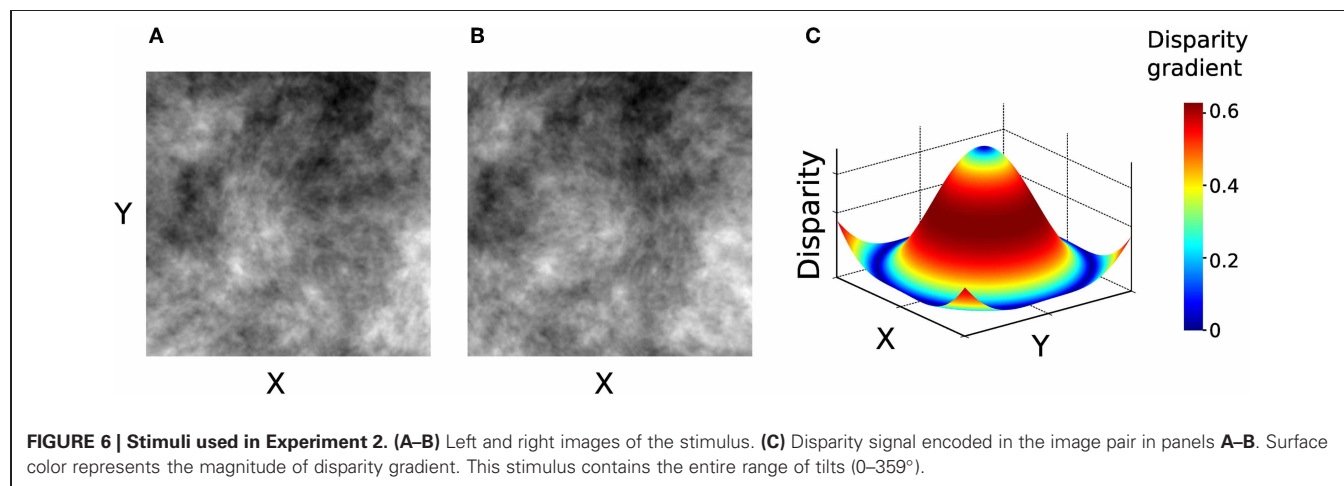 A
B
C
Disparity
gradient
Y
X
X
Disparity
X
Y
0.6
0.4
0.2
0
FIGURE 6 | Stimuli used in Experiment 2. (A–B) Left and right images of the stimulus. (C) Disparity signal encoded in the image pair in panels A–B. Surface
color represents the magnitude of disparity gradient. This stimulus contains the entire range of tilts (0–359°).